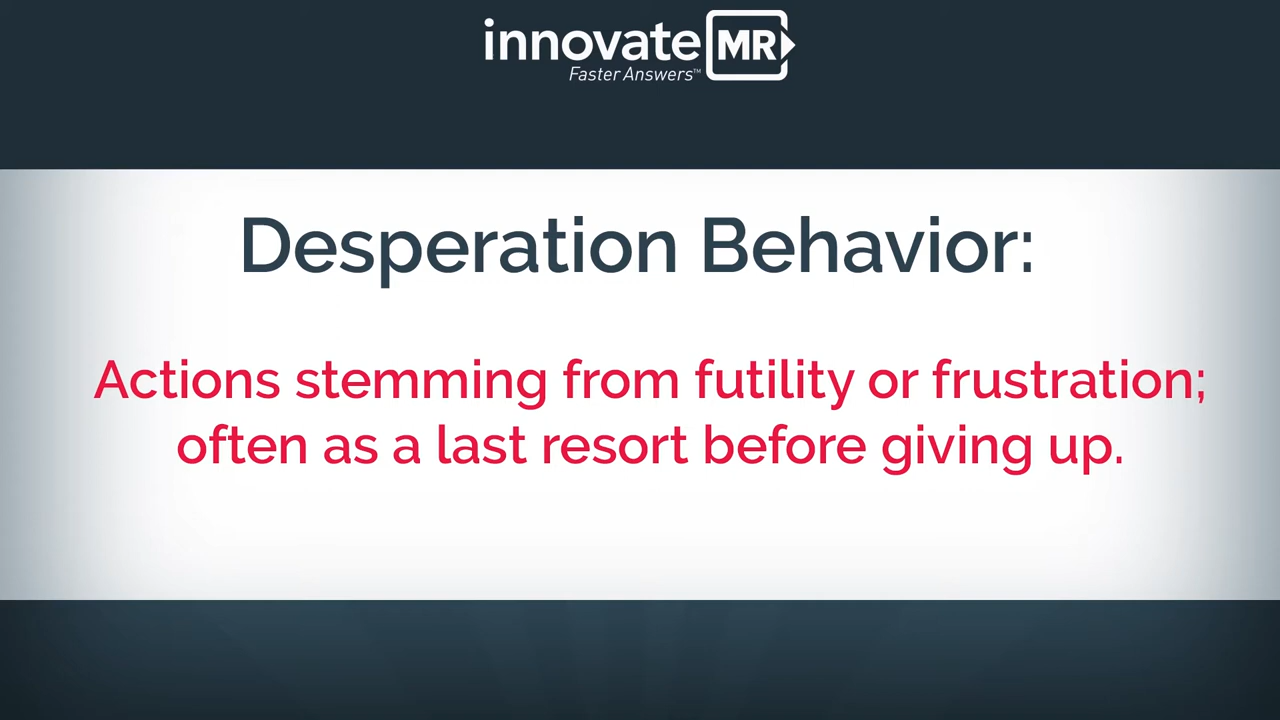 innovate MR
Faster Answers™
Desperation Behavior:
Actions stemming from futility or frustration;
often as a last resort before giving up.